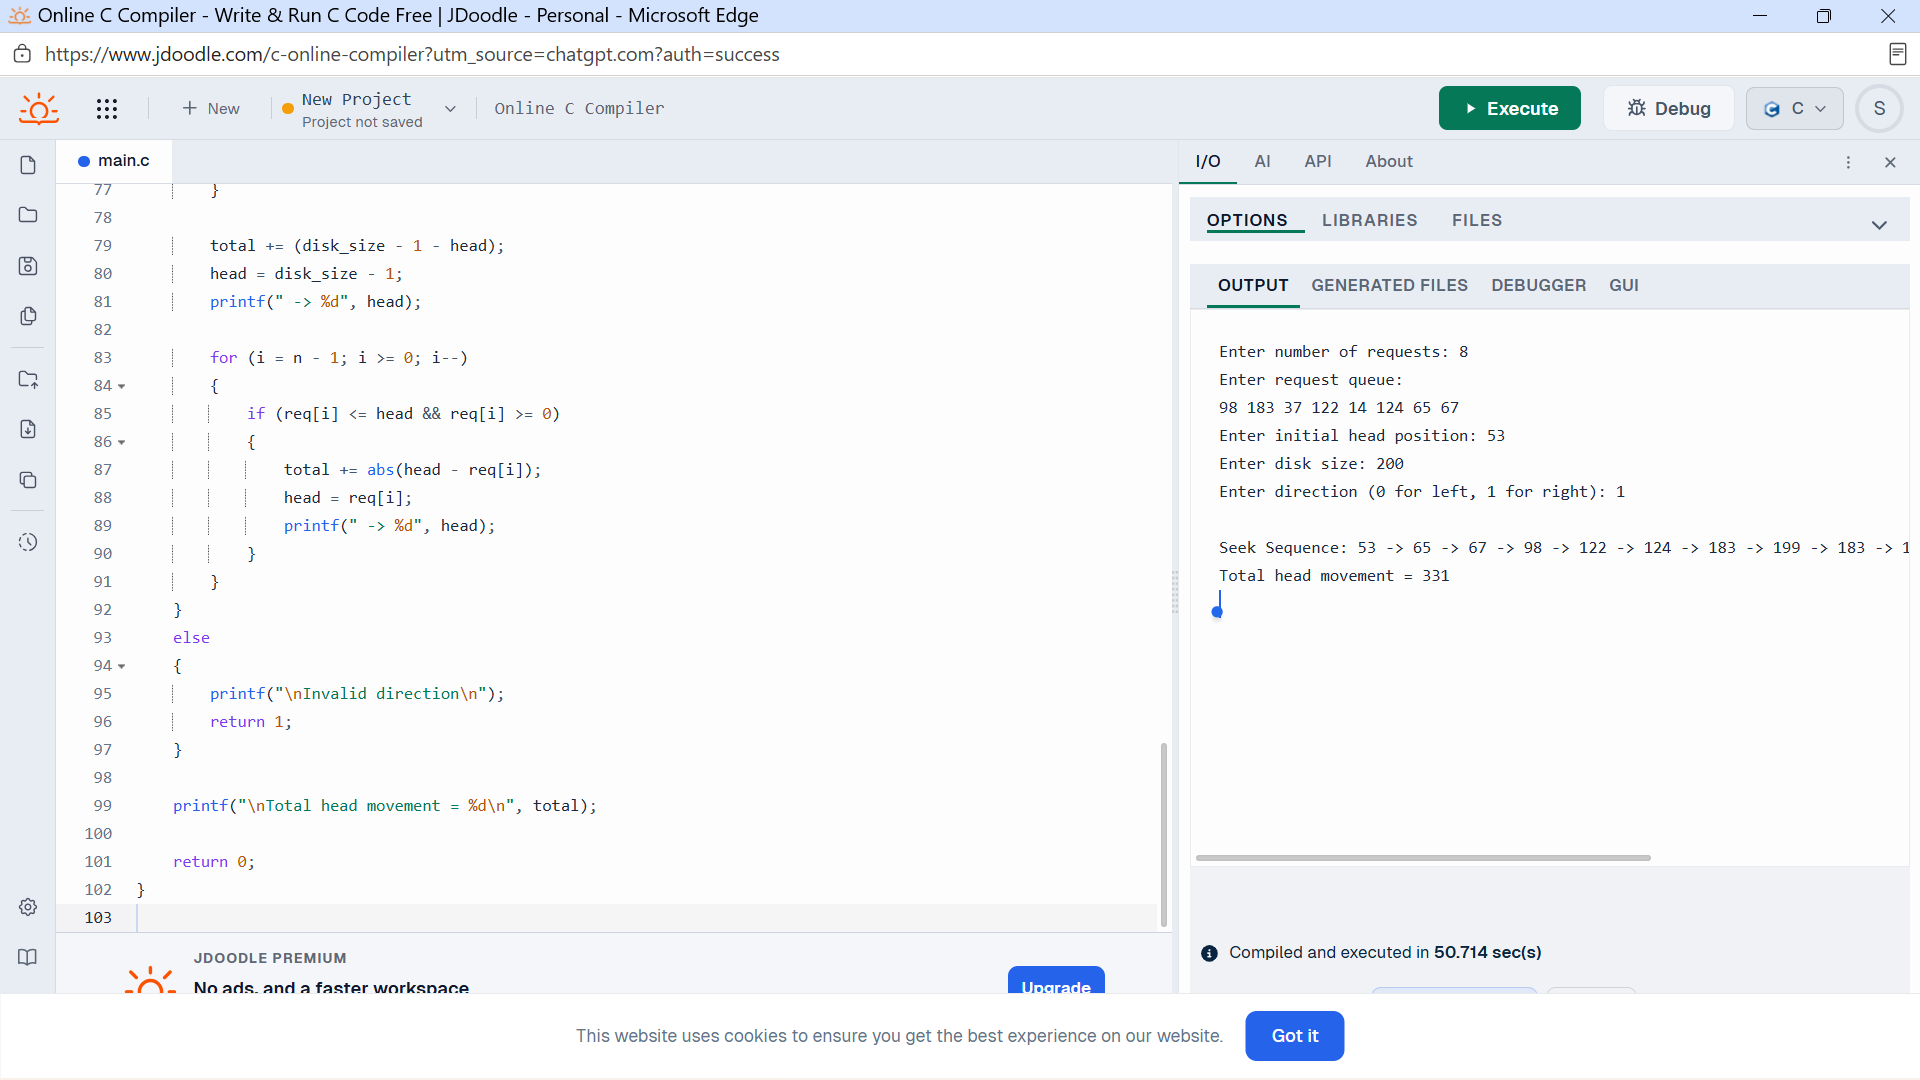 Online C Compiler - Write & Run C Code Free | JDoodle - Personal - Microsoft Edge
https://www.jdoodle.com/c-online-compiler?utm_source=chatgpt.com?auth=success
New
New Project
Project not saved
Online C Compiler
Execute
Debug
C
S
main.c
I/O AI API About
77 }
78
79 total += (disk_size - 1 - head);
80 head = disk_size - 1;
81 printf(" -> %d", head);
82
83 for (i = n - 1; i >= 0; i--)
84 {
85 if (req[i] <= head && req[i] >= 0)
86 {
87 total += abs(head - req[i]);
88 head = req[i];
89 printf(" -> %d", head);
90 }
91 }
92 }
93 else
94 {
95 printf("\nInvalid direction\n");
96 return 1;
97 }
98
99 printf("\nTotal head movement = %d\n", total);
100
101 return 0;
102 }
103
OPTIONS LIBRARIES FILES
OUTPUT GENERATED FILES DEBUGGER GUI
Enter number of requests: 8
Enter request queue:
98 183 37 122 14 124 65 67
Enter initial head position: 53
Enter disk size: 200
Enter direction (0 for left, 1 for right): 1
Seek Sequence: 53 -> 65 -> 67 -> 98 -> 122 -> 124 -> 183 -> 199 -> 183 -> 1
Total head movement = 331
Compiled and executed in 50.714 sec(s)
JDOODLE PREMIUM
No ads, and a faster workspace
Upgrade
This website uses cookies to ensure you get the best experience on our website.
Got it